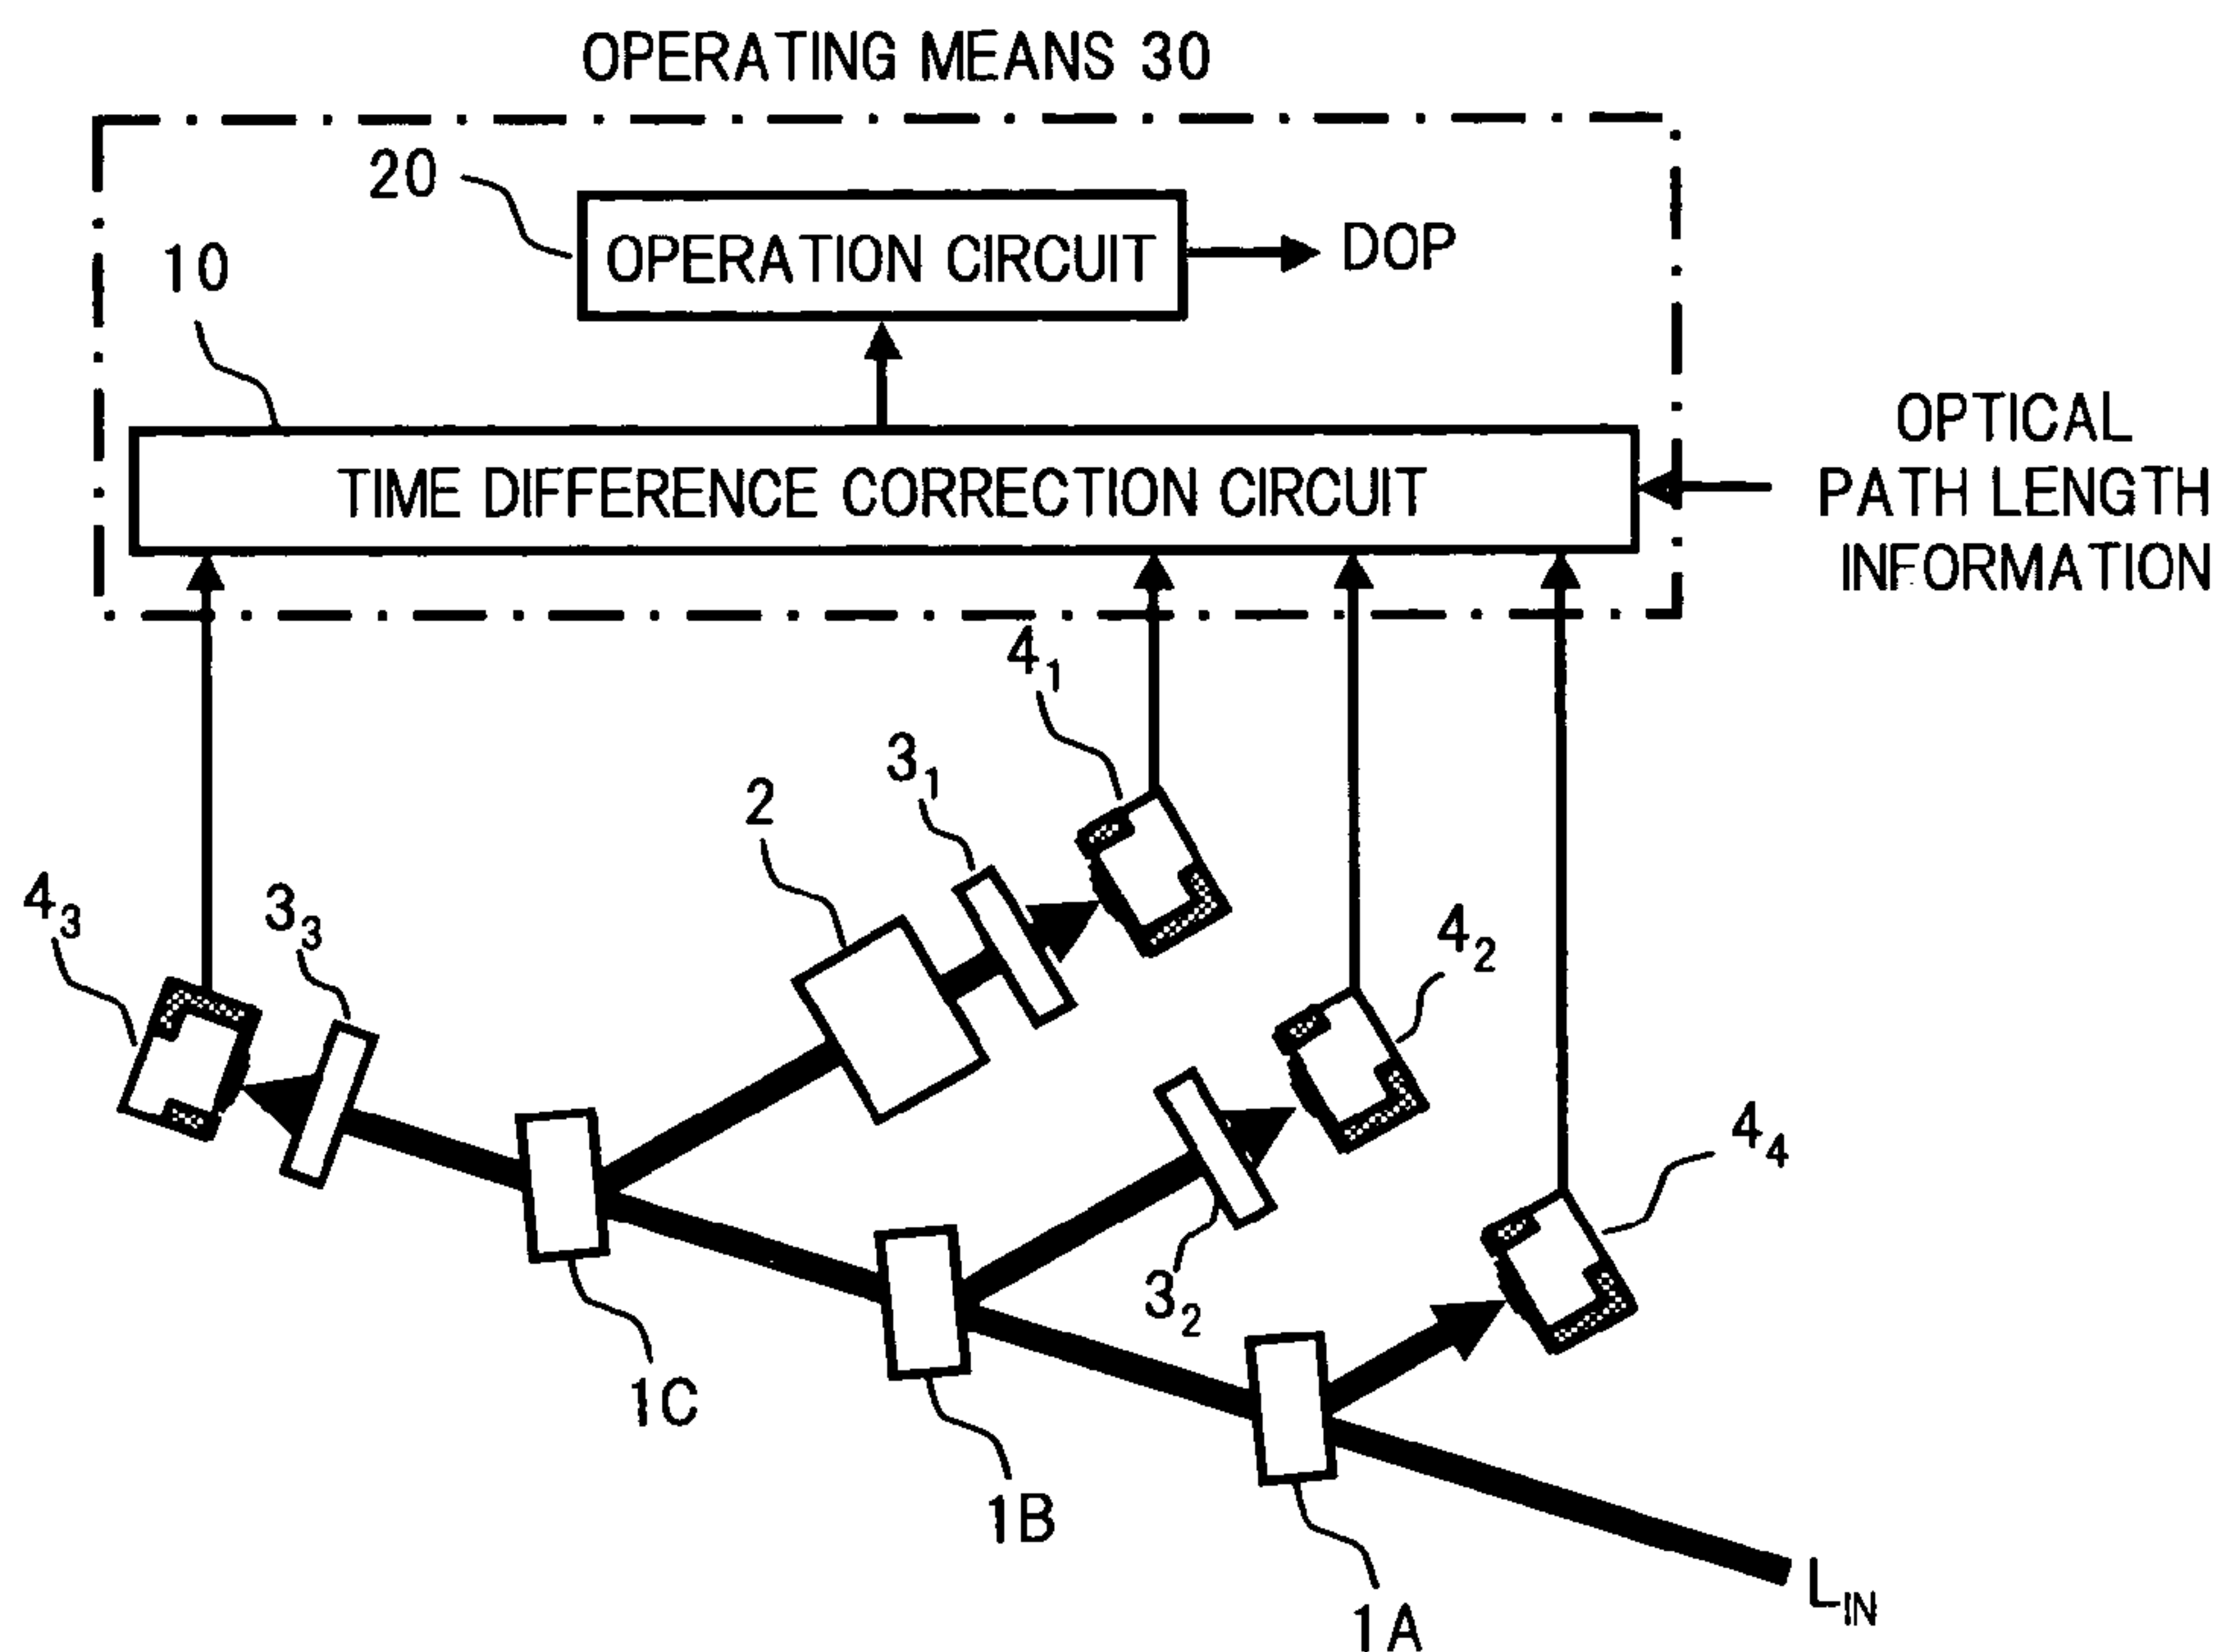 OPERATING MEANS 30
20
OPERATION CIRCUIT
DOP
10
TIME DIFFERENCE CORRECTION CIRCUIT
OPTICAL
PATH LENGTH
INFORMATION
4₁
3₁
2
4₃
3₃
4₂
4₄
3₂
1C
1B
1A
L_IN